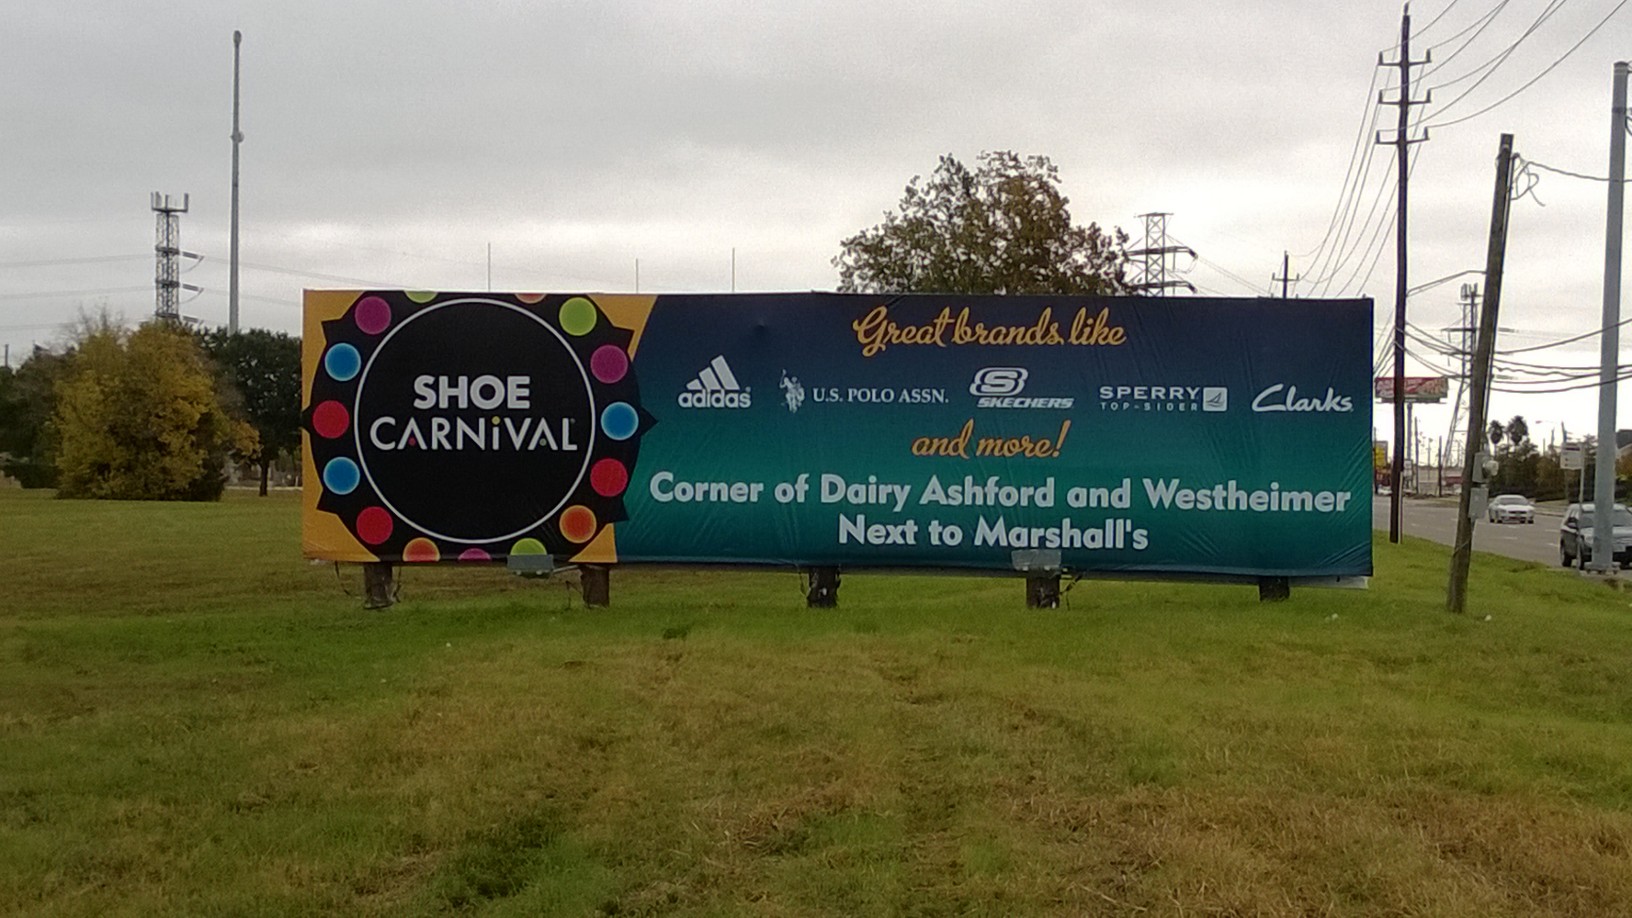 SHOE
CARNiVAL
Great brands like
adidas
U.S. POLO ASSN.
SKECHERS
SPERRY
TOP-SIDER
Clarks
and more!
Corner of Dairy Ashford and Westheimer
Next to Marshall's